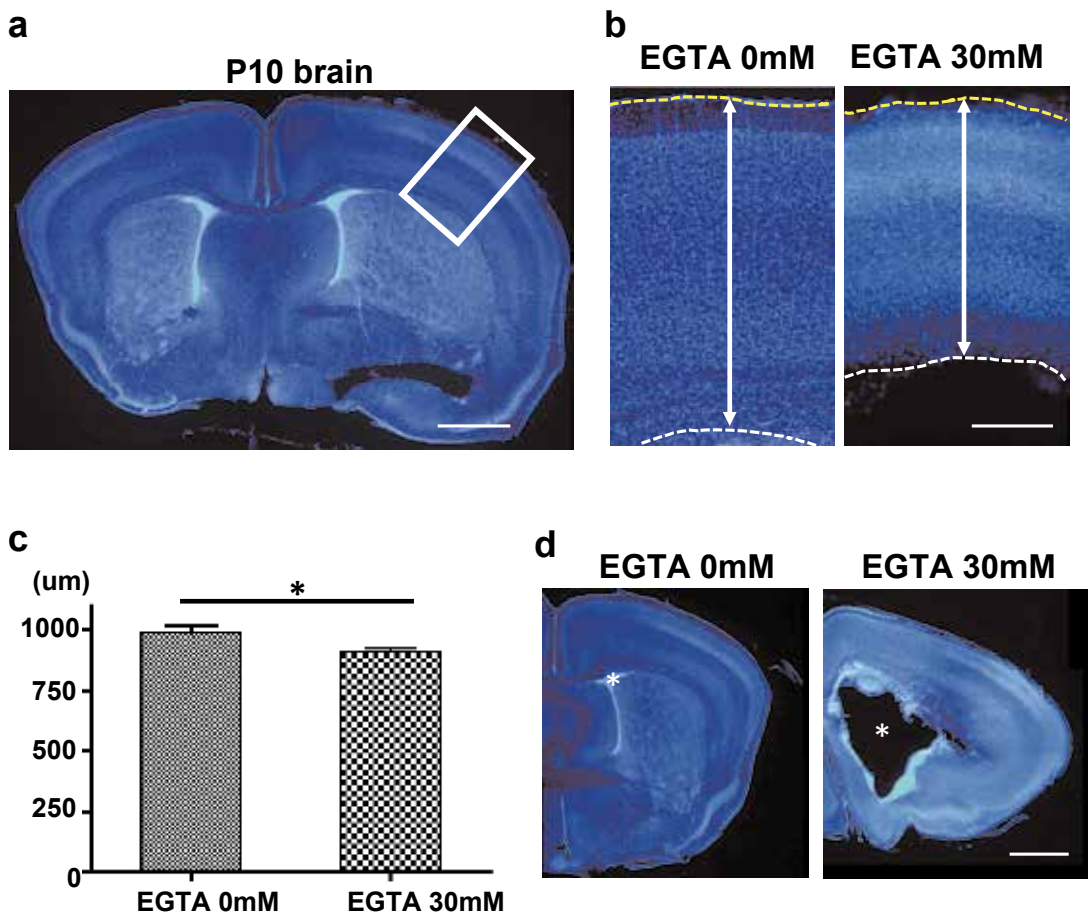 a
P10 brain
b
EGTA 0mM
EGTA 30mM
c
(um)
*
1000
750
500
250
0
EGTA 0mM
EGTA 30mM
d
EGTA 0mM
EGTA 30mM
*
*